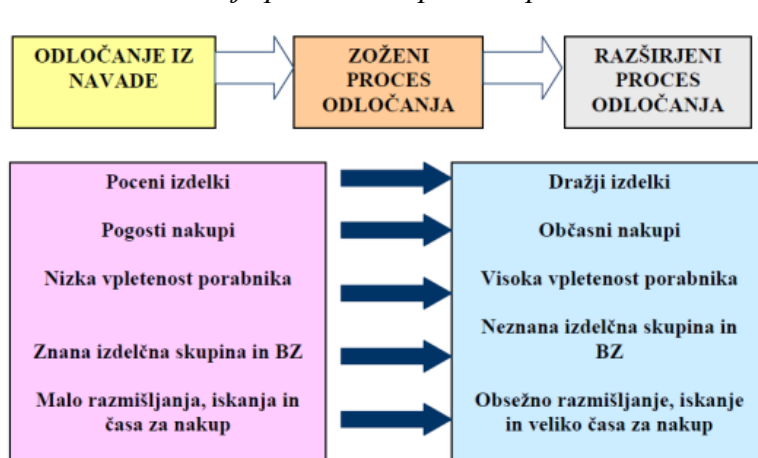 ODLOČANJE IZ
NAVADE
ZOŽENI
PROCES
ODLOČANJA
RAZŠIRJENI
PROCES
ODLOČANJA
Poceni izdelki
Dražji izdelki
Pogosti nakupi
Občasni nakupi
Nizka vpletenost porabnika
Visoka vpletenost porabnika
Znana izdelčna skupina in BZ
Neznana izdelčna skupina in
BZ
Malo razmišljanja, iskanja in
časa za nakup
Obsežno razmišljanje, iskanje
in veliko časa za nakup